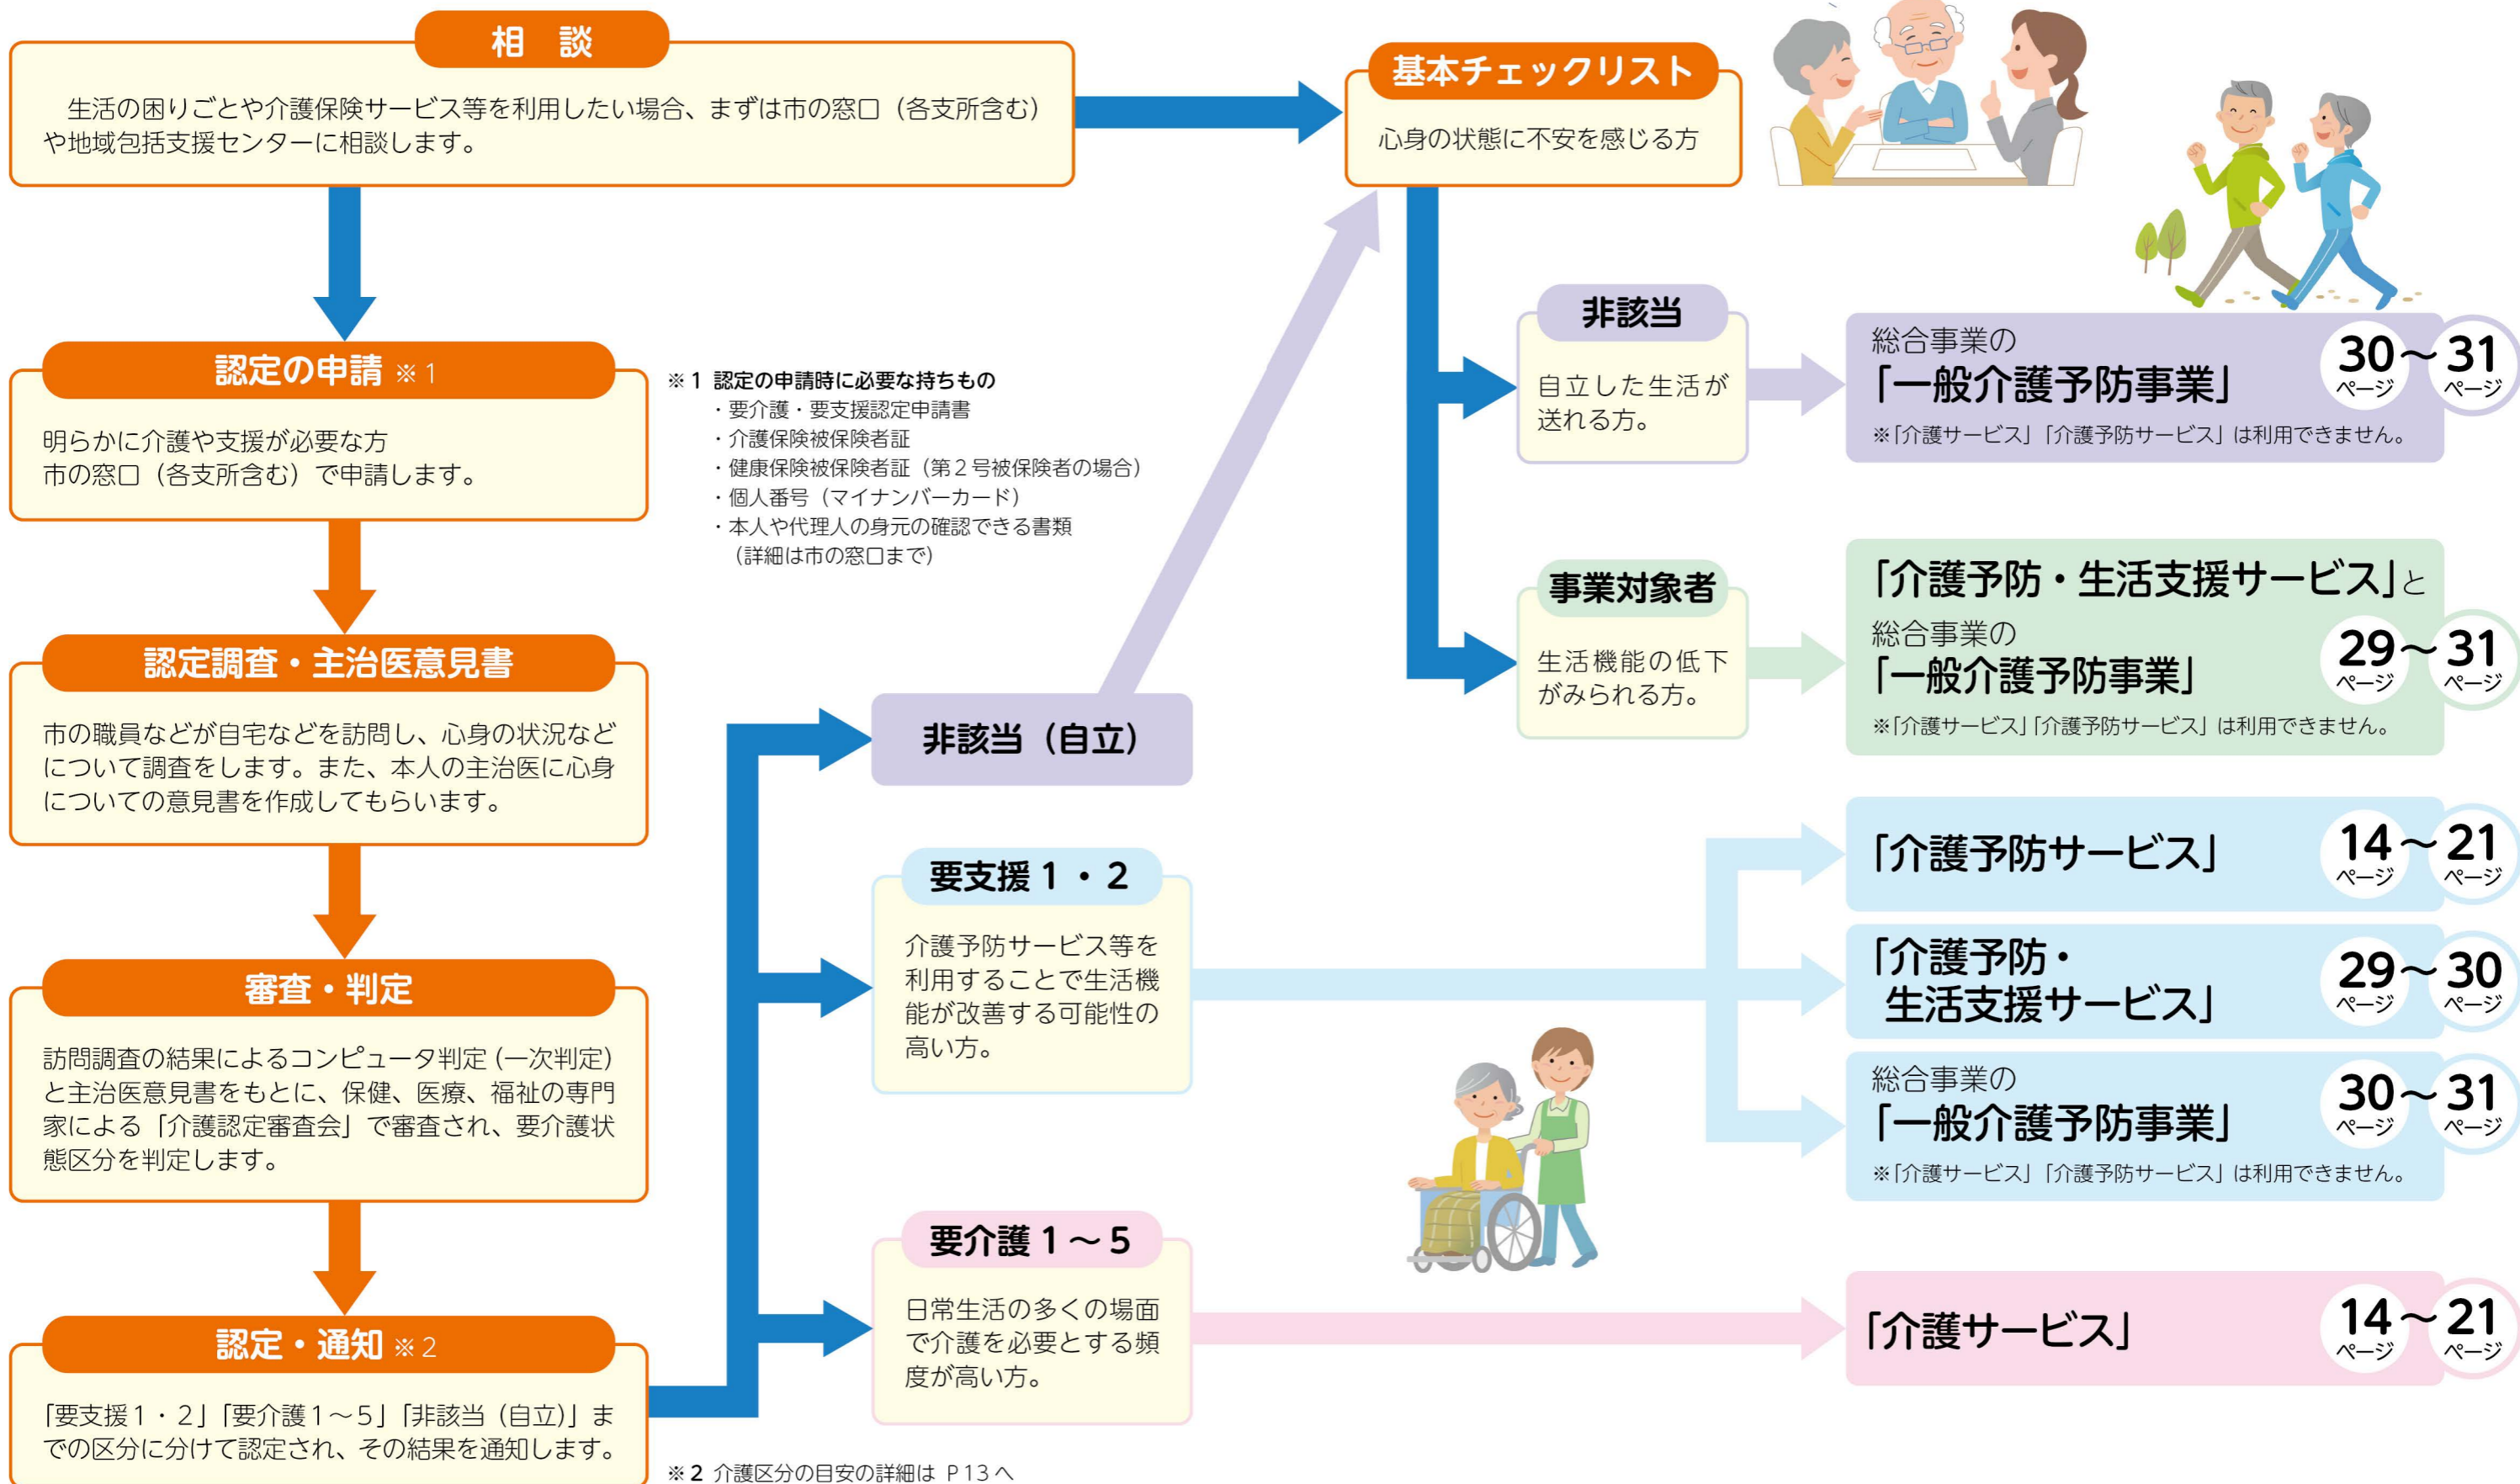 相 談
生活の困りごとや介護保険サービス等を利用したい場合、まずは市の窓口（各支所含む）
や地域包括支援センターに相談します。
基本チェックリスト
心身の状態に不安を感じる方
認定の申請 ※1
明らかに介護や支援が必要な方
市の窓口（各支所含む）で申請します。
※1 認定の申請時に必要な持ちもの
・要介護・要支援認定申請書
・介護保険被保険者証
・健康保険被保険者証（第２号被保険者の場合）
・個人番号（マイナンバーカード）
・本人や代理人の身元の確認できる書類
（詳細は市の窓口まで）
非該当
自立した生活が
送れる方。
総合事業の
「一般介護予防事業」
30ページ～31ページ
※「介護サービス」「介護予防サービス」は利用できません。
事業対象者
生活機能の低下
がみられる方。
「介護予防・生活支援サービス」と
総合事業の
「一般介護予防事業」
29ページ～31ページ
※「介護サービス」「介護予防サービス」は利用できません。
認定調査・主治医意見書
市の職員などが自宅などを訪問し、心身の状況など
について調査をします。また、本人の主治医に心身
についての意見書を作成してもらいます。
非該当（自立）
審査・判定
訪問調査の結果によるコンピュータ判定（一次判定）
と主治医意見書をもとに、保健、医療、福祉の専門
家による「介護認定審査会」で審査され、要介護状
態区分を判定します。
要支援１・２
介護予防サービス等を
利用することで生活機
能が改善する可能性の
高い方。
「介護予防サービス」
14ページ～21ページ
「介護予防・
生活支援サービス」
29ページ～30ページ
総合事業の
「一般介護予防事業」
30ページ～31ページ
※「介護サービス」「介護予防サービス」は利用できません。
認定・通知 ※2
「要支援１・２」「要介護１～５」「非該当（自立）」ま
での区分に分けて認定され、その結果を通知します。
要介護１～５
日常生活の多くの場面
で介護を必要とする頻
度が高い方。
「介護サービス」
14ページ～21ページ
※2 介護区分の目安の詳細は P13へ